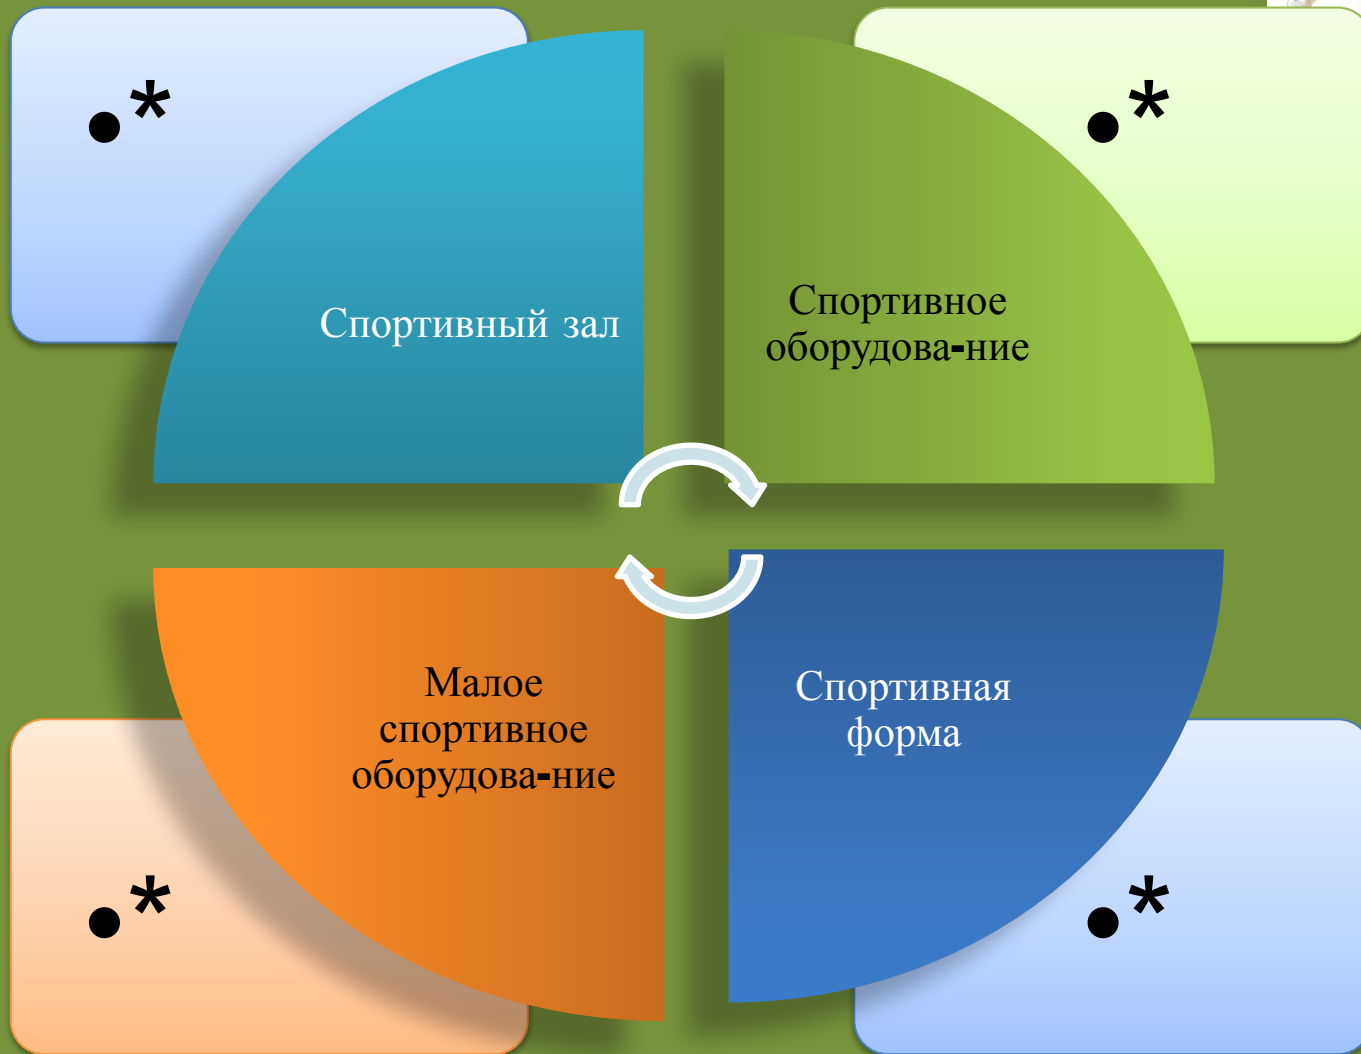 •*
•*
Спортивный зал
Спортивное
оборудова-ние
Малое
спортивное
оборудова-ние
Спортивная
форма
•*
•*